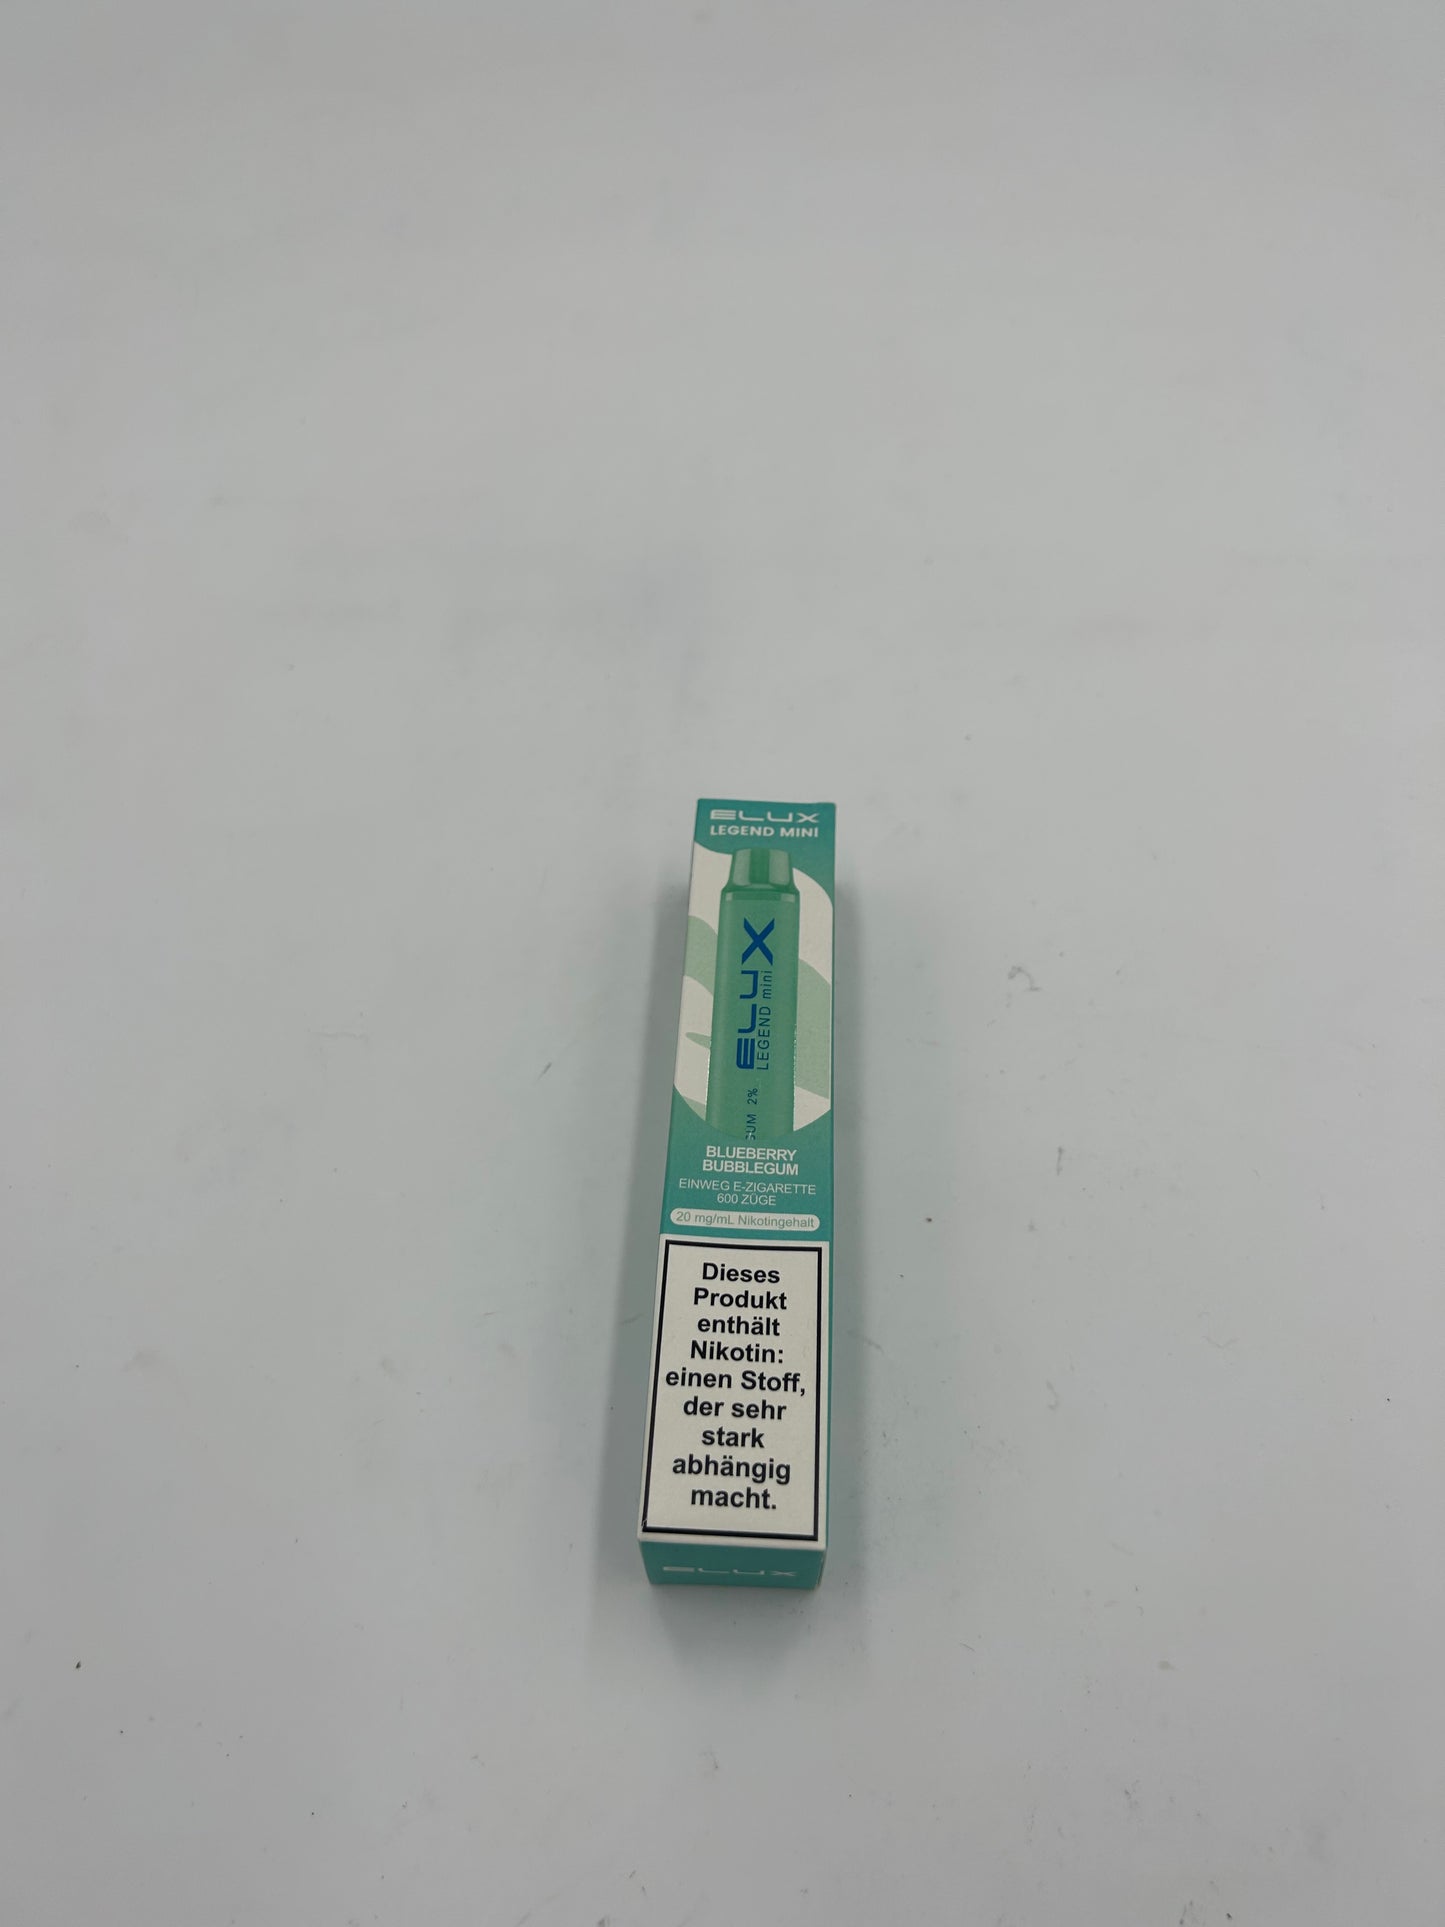 ELUX
LEGEND MINI
ELUX
LEGEND mini
2%
BLUEBERRY
BUBBLEGUM
EINWEG E-ZIGARETTE
600 ZÜGE
20 mg/mL Nikotingehalt
Dieses
Produkt
enthält
Nikotin:
einen Stoff,
der sehr
stark
abhängig
macht.
ELUX